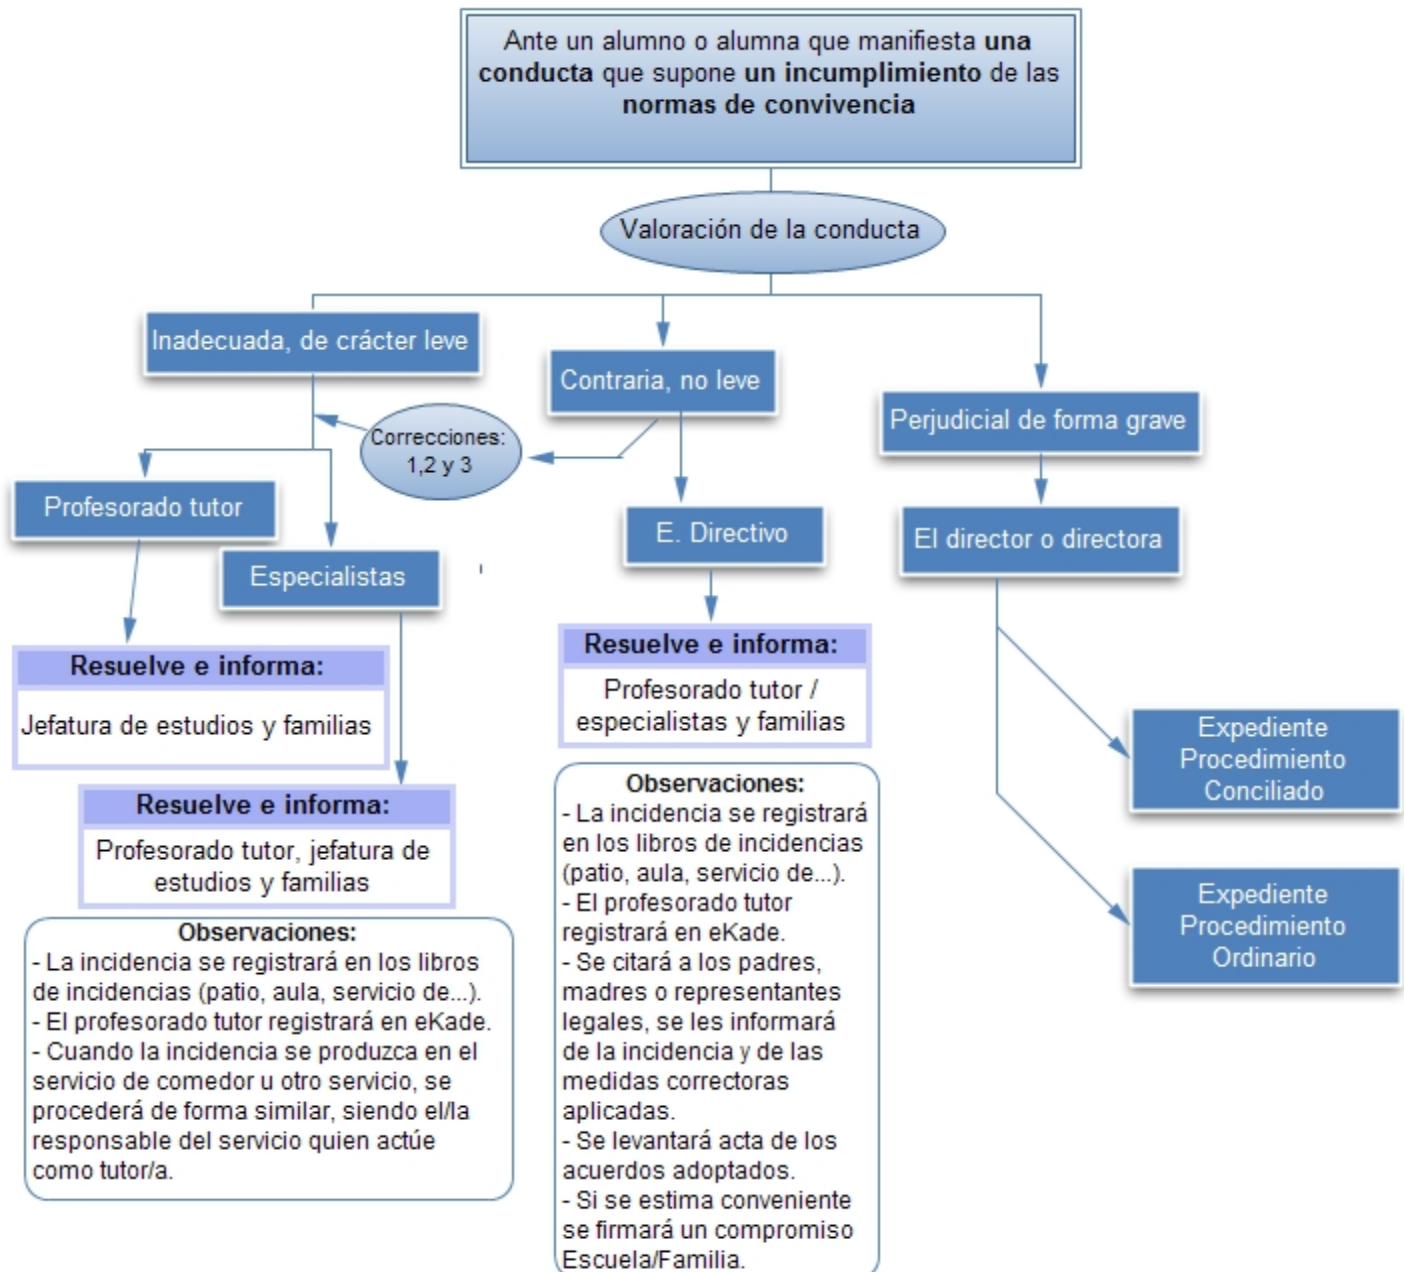 Ante un alumno o alumna que manifiesta una
conducta que supone un incumplimiento de las
normas de convivencia
Valoración de la conducta
Inadecuada, de crácter leve
Contraria, no leve
Perjudicial de forma grave
Correcciones:
1,2 y 3
Profesorado tutor
Especialistas
E. Directivo
El director o directora
Resuelve e informa:
Jefatura de estudios y familias
Resuelve e informa:
Profesorado tutor, jefatura de
estudios y familias
Observaciones:
- La incidencia se registrará en los libros
de incidencias (patio, aula, servicio de...).
- El profesorado tutor registrará en eKade.
- Cuando la incidencia se produzca en el
servicio de comedor u otro servicio, se
procederá de forma similar, siendo el/la
responsable del servicio quien actúe
como tutor/a.
Resuelve e informa:
Profesorado tutor /
especialistas y familias
Observaciones:
- La incidencia se registrará
en los libros de incidencias
(patio, aula, servicio de...).
- El profesorado tutor
registrará en eKade.
- Se citará a los padres,
madres o representantes
legales, se les informará
de la incidencia y de las
medidas correctoras
aplicadas.
- Se levantará acta de los
acuerdos adoptados.
- Si se estima conveniente
se firmará un compromiso
Escuela/Familia.
Expediente
Procedimiento
Conciliado
Expediente
Procedimiento
Ordinario